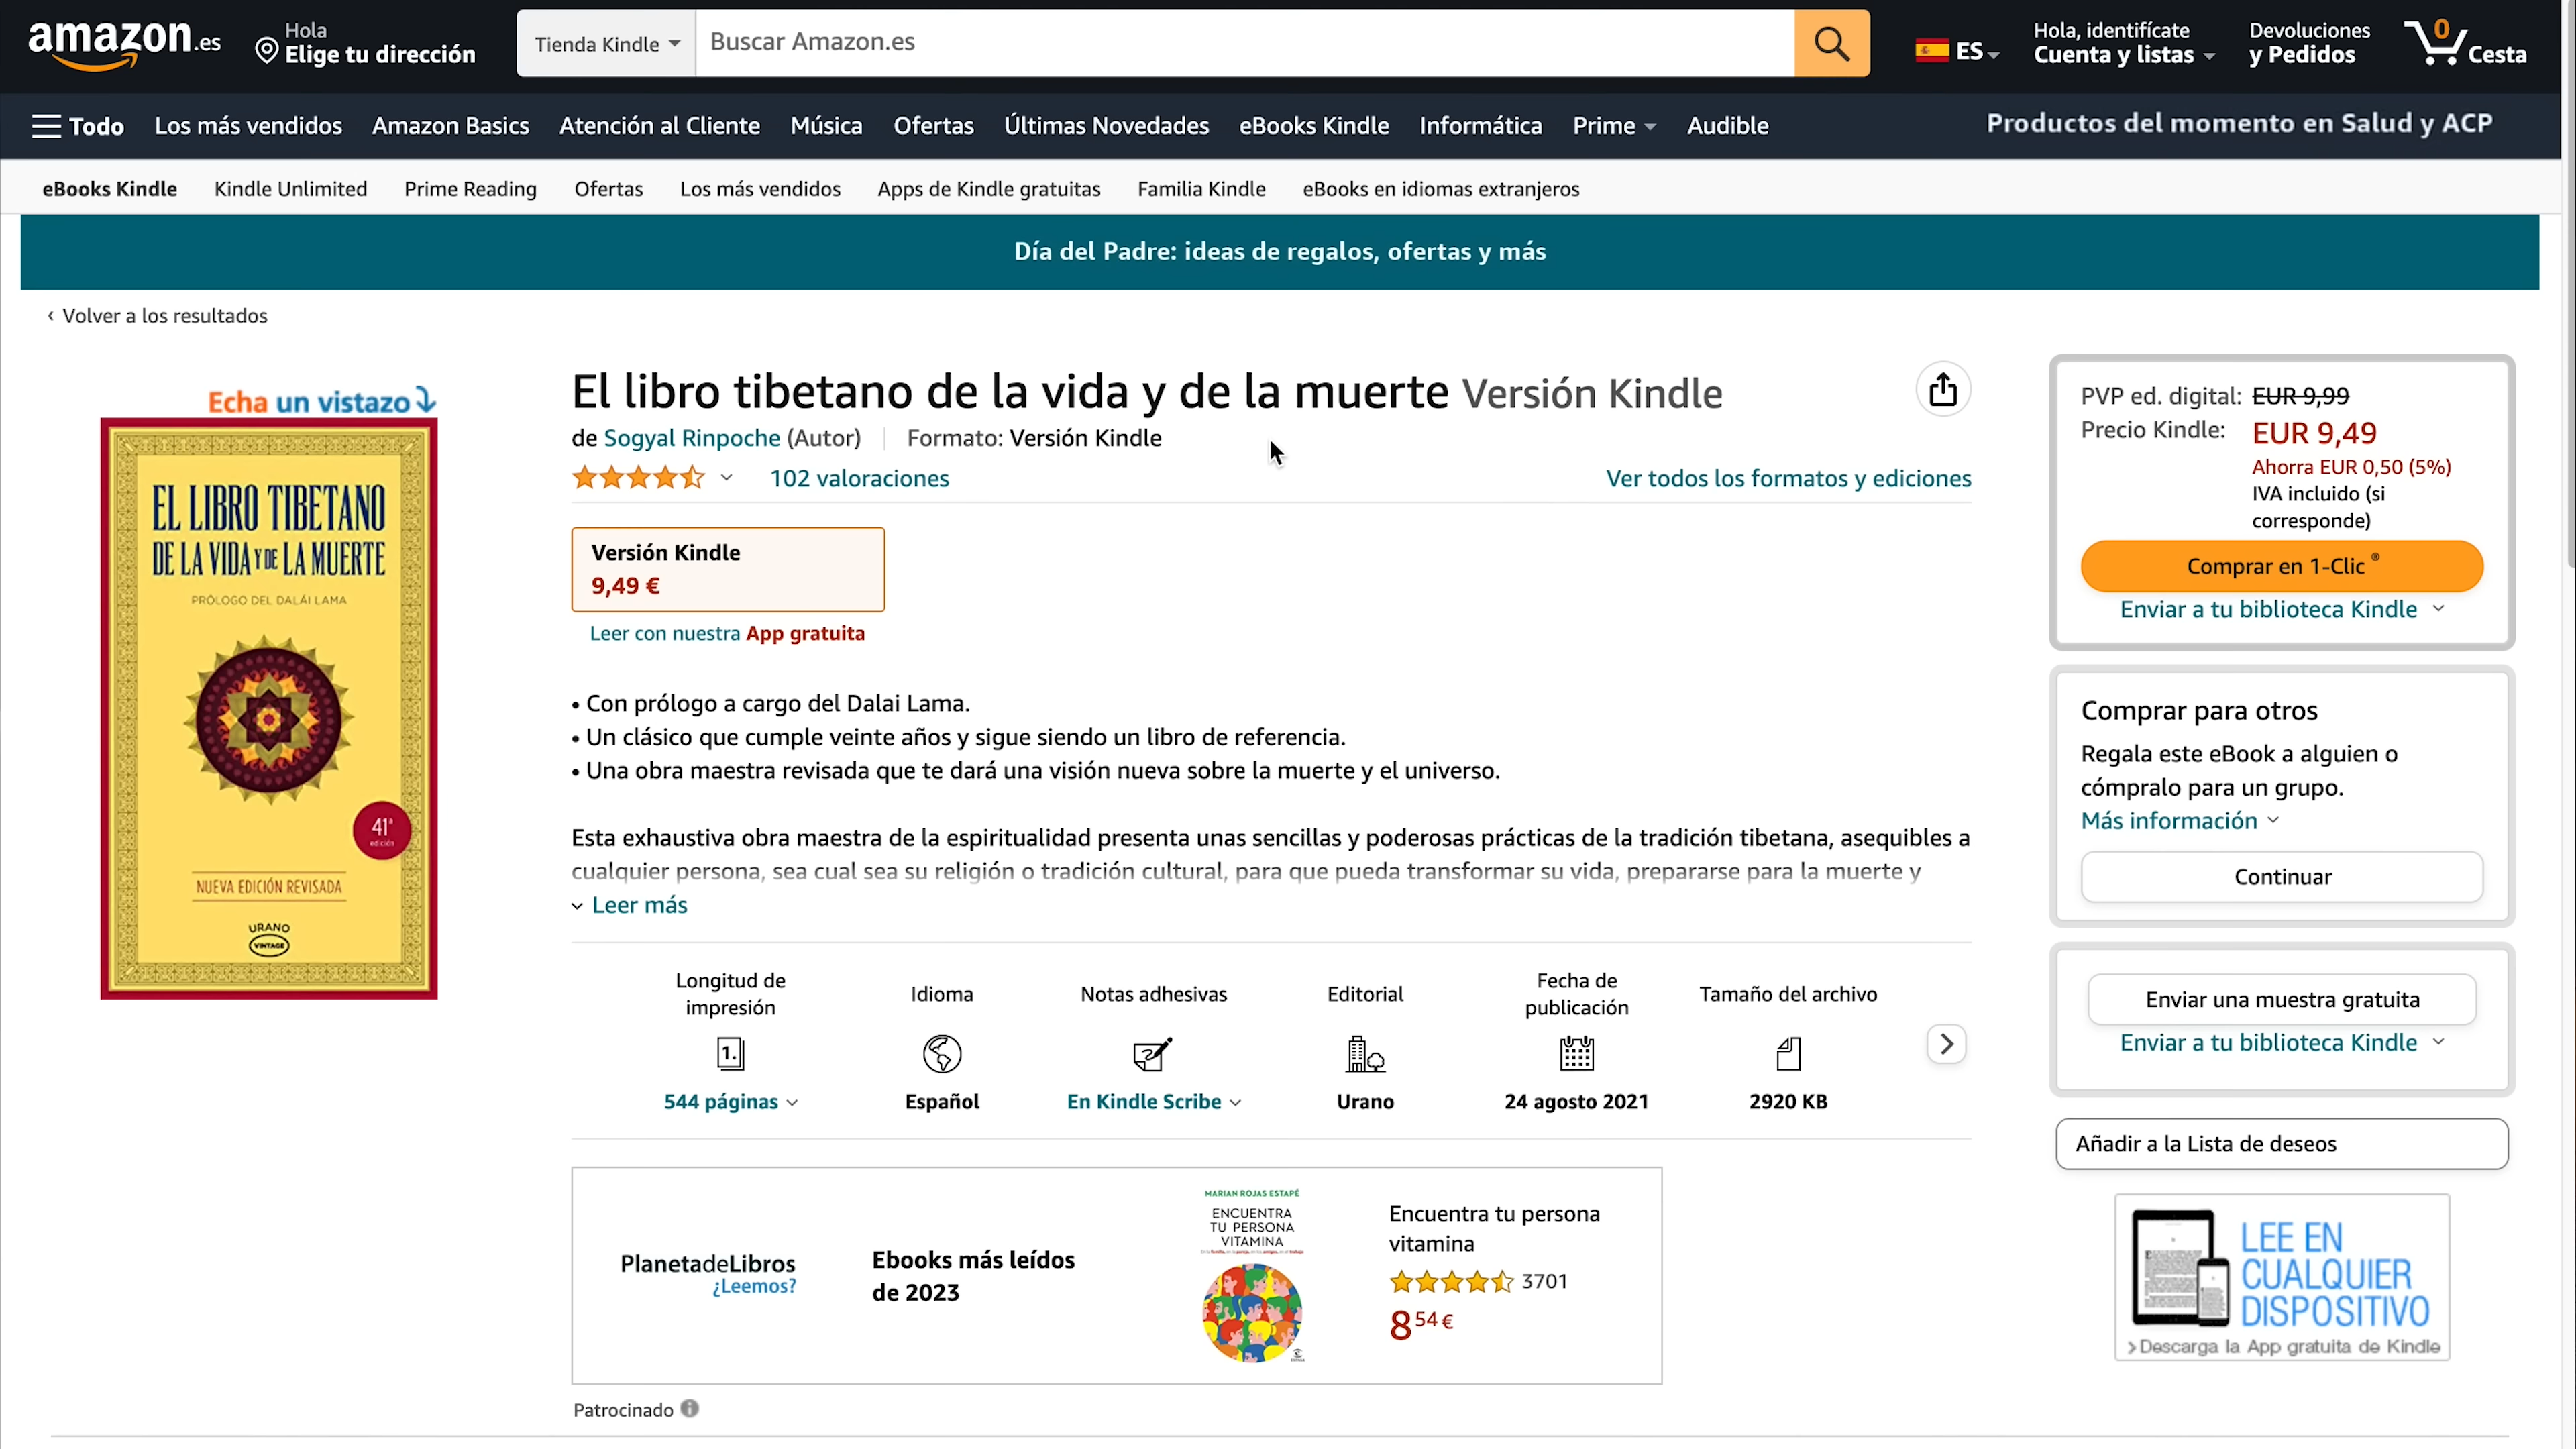 amazon.es
Hola
Elige tu dirección
Tienda Kindle
Buscar Amazon.es
ES
Hola, identifícate
Cuenta y listas
Devoluciones
y Pedidos
0
Cesta
Todo
Los más vendidos
Amazon Basics
Atención al Cliente
Música
Ofertas
Últimas Novedades
eBooks Kindle
Informática
Prime
Audible
Productos del momento en Salud y ACP
eBooks Kindle
Kindle Unlimited
Prime Reading
Ofertas
Los más vendidos
Apps de Kindle gratuitas
Familia Kindle
eBooks en idiomas extranjeros
Día del Padre: ideas de regalos, ofertas y más
‹ Volver a los resultados
Echa un vistazo
EL LIBRO TIBETANO
DE LA VIDA Y DE LA MUERTE
PRÓLOGO DEL DALÁI LAMA
41ª
edición
NUEVA EDICIÓN REVISADA
URANO
VINTAGE
El libro tibetano de la vida y de la muerte Versión Kindle
de Sogyal Rinpoche (Autor)
Formato: Versión Kindle
102 valoraciones
Ver todos los formatos y ediciones
Versión Kindle
9,49 €
Leer con nuestra App gratuita
• Con prólogo a cargo del Dalai Lama.
• Un clásico que cumple veinte años y sigue siendo un libro de referencia.
• Una obra maestra revisada que te dará una visión nueva sobre la muerte y el universo.
Esta exhaustiva obra maestra de la espiritualidad presenta unas sencillas y poderosas prácticas de la tradición tibetana, asequibles a
cualquier persona, sea cual sea su religión o tradición cultural, para que pueda transformar su vida, prepararse para la muerte y
Leer más
Longitud de
impresión
1.
544 páginas
Idioma
Español
Notas adhesivas
En Kindle Scribe
Editorial
Urano
Fecha de
publicación
24 agosto 2021
Tamaño del archivo
2920 KB
PlanetadeLibros
¿Leemos?
Ebooks más leídos
de 2023
MARIAN ROJAS ESTAPÉ
ENCUENTRA
TU PERSONA
VITAMINA
Encuentra tu persona
vitamina
3701
8 54 €
Patrocinado
PVP ed. digital: EUR 9,99
Precio Kindle: EUR 9,49
Ahorra EUR 0,50 (5%)
IVA incluido (si
corresponde)
Comprar en 1-Clic ®
Enviar a tu biblioteca Kindle
Comprar para otros
Regala este eBook a alguien o
cómpralo para un grupo.
Más información
Continuar
Enviar una muestra gratuita
Enviar a tu biblioteca Kindle
Añadir a la Lista de deseos
LEE EN
CUALQUIER
DISPOSITIVO
Descarga la App gratuita de Kindle